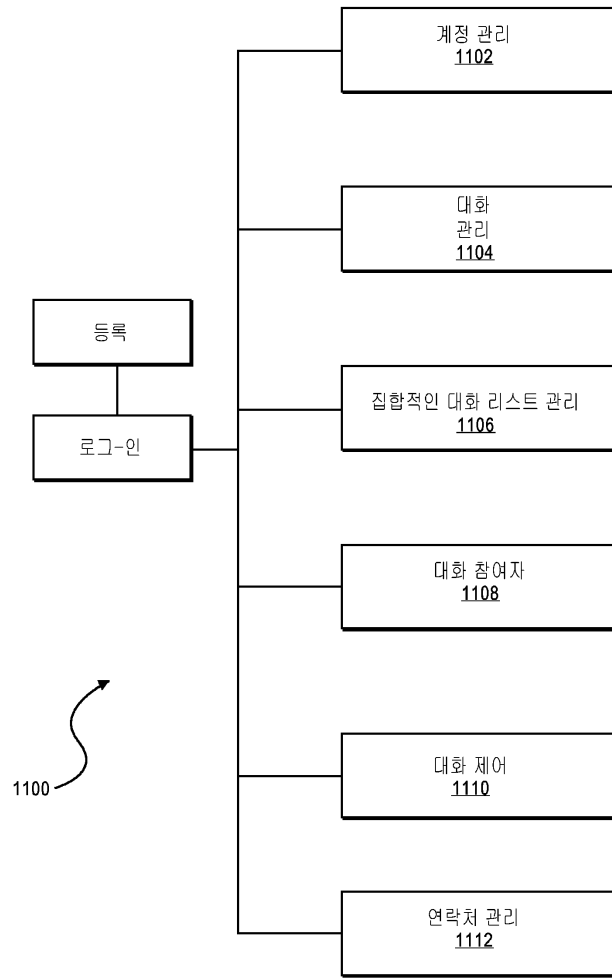 계정 관리
1102
대화
관리
1104
등록
집합적인 대화 리스트 관리
1106
로그-인
대화 참여자
1108
대화 제어
1110
1100
연락처 관리
1112